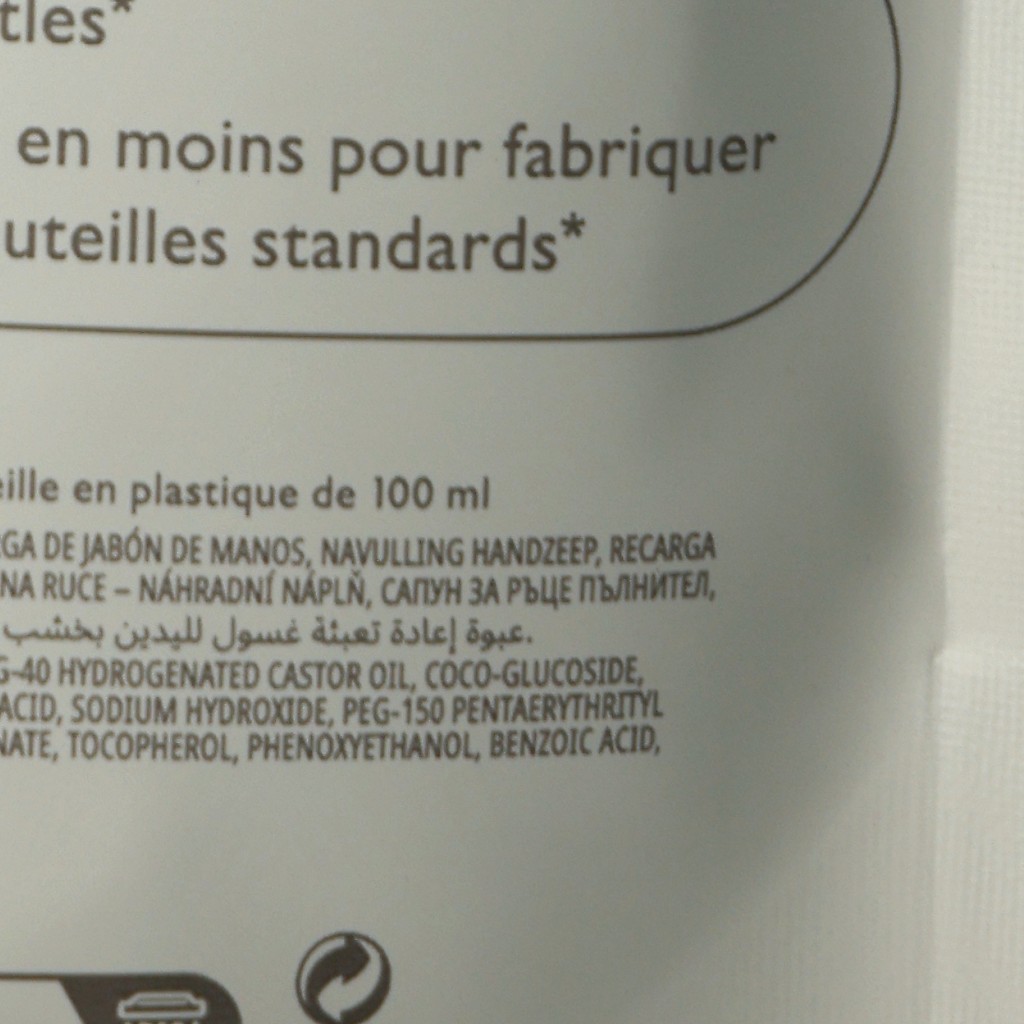 tles*
en moins pour fabriquer
uteilles standards*
eille en plastique de 100 ml
GA DE JABÓN DE MANOS, NAVULLING HANDZEEP, RECARGA
NA RUCE – NÁHRADNÍ NÁPLŇ, САПУН ЗА РЪЦЕ ПЪЛНИТЕЛ,
عبوة إعادة تعبئة غسول لليدين بخشب.
G-40 HYDROGENATED CASTOR OIL, COCO-GLUCOSIDE,
ACID, SODIUM HYDROXIDE, PEG-150 PENTAERYTHRITYL
NATE, TOCOPHEROL, PHENOXYETHANOL, BENZOIC ACID,